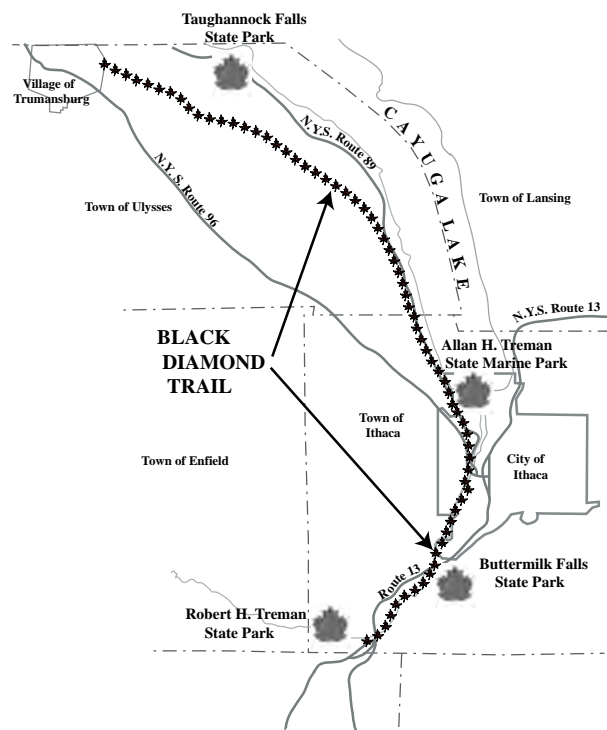 Taughannock Falls
State Park
Village of
Trumansburg
N.Y.S. Route 89
CAYUGA LAKE
N.Y.S. Route 96
Town of Ulysses
Town of Lansing
N.Y.S. Route 13
BLACK
DIAMOND
TRAIL
Allan H. Treman
State Marine Park
Town of
Ithaca
Town of Enfield
City of
Ithaca
Route 13
Buttermilk Falls
State Park
Robert H. Treman
State Park